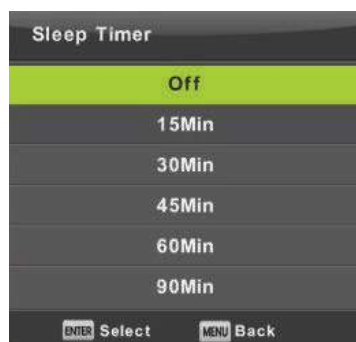 Sleep Timer
Off
15Min
30Min
45Min
60Min
90Min
ENTER Select MENU Back